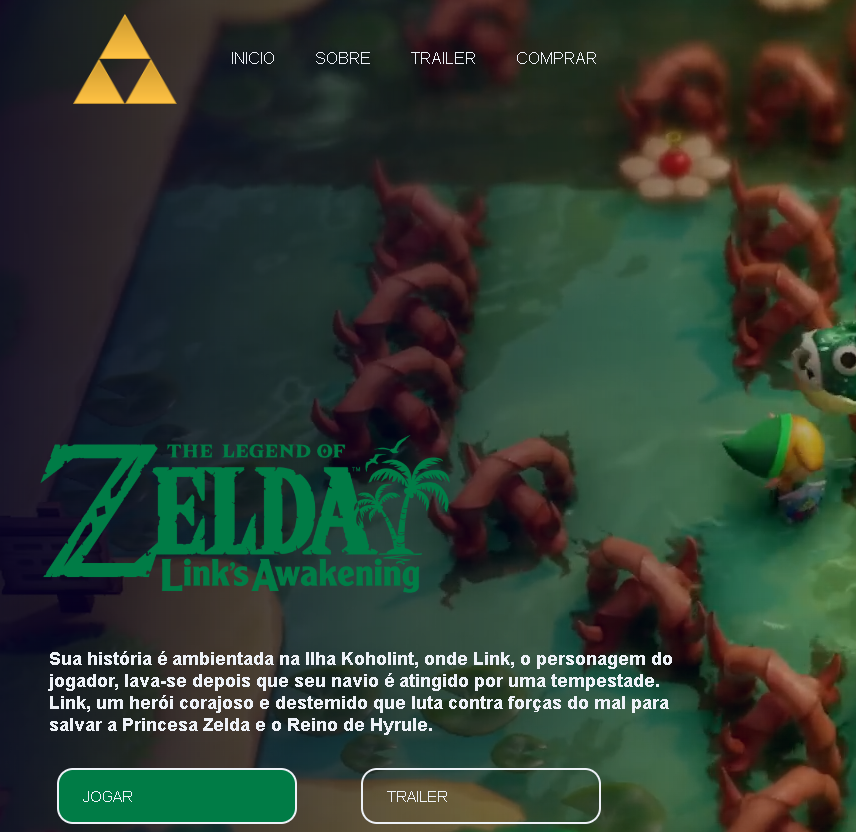 INICIO SOBRE TRAILER COMPRAR
THE LEGEND OF
ZELDA™
Link's Awakening
Sua história é ambientada na Ilha Koholint, onde Link, o personagem do
jogador, lava-se depois que seu navio é atingido por uma tempestade.
Link, um herói corajoso e destemido que luta contra forças do mal para
salvar a Princesa Zelda e o Reino de Hyrule.
JOGAR TRAILER